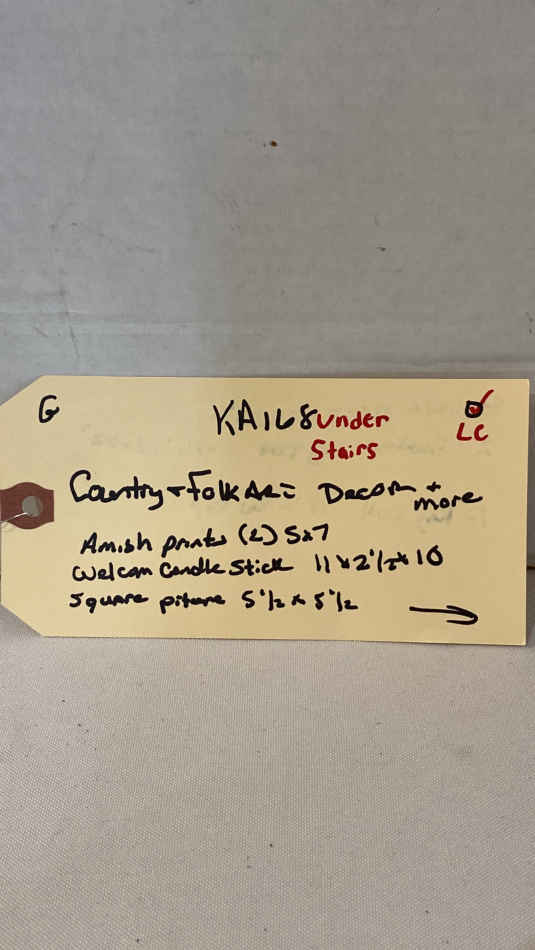 G KA168 under LC
Stairs
Country + Folk Art Decor + more
Amish prints (2) 5x7
Welcom Candle Stick 11 x 2 1/2 x 10
Square piture 5 1/2 x 5 1/2